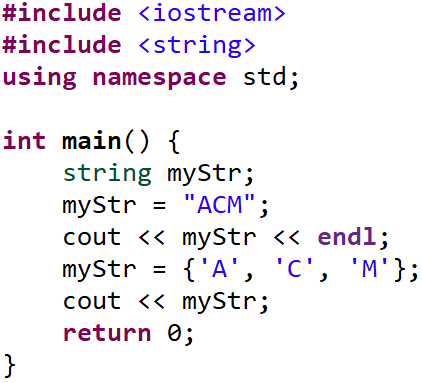 #include <iostream>
#include <string>
using namespace std;

int main() {
    string myStr;
    myStr = "ACM";
    cout << myStr << endl;
    myStr = {'A', 'C', 'M'};
    cout << myStr;
    return 0;
}